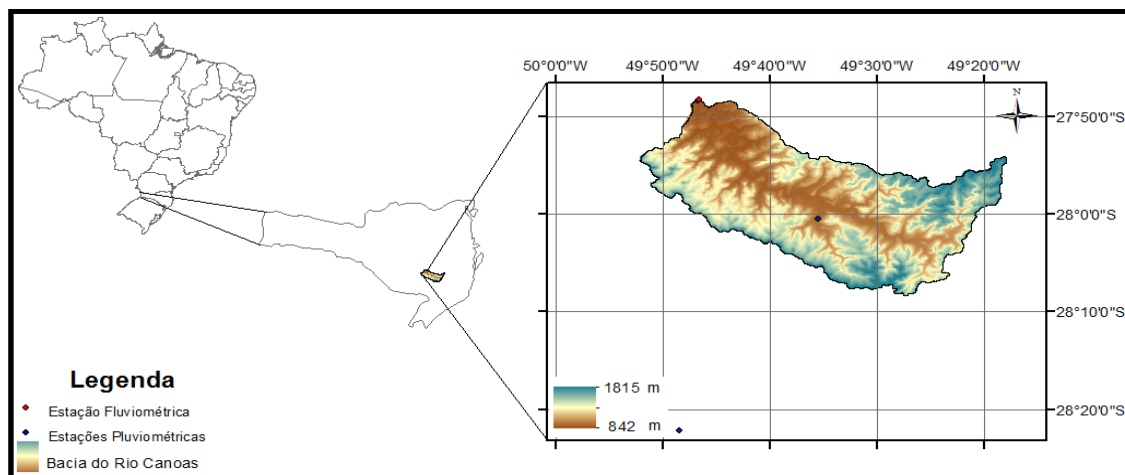 50°0'0"W 49°50'0"W 49°40'0"W 49°30'0"W 49°20'0"W
N
27°50'0"S
28°0'0"S
28°10'0"S
28°20'0"S
1815 m
842 m
Legenda
Estação Fluviométrica
Estações Pluviométricas
Bacia do Rio Canoas